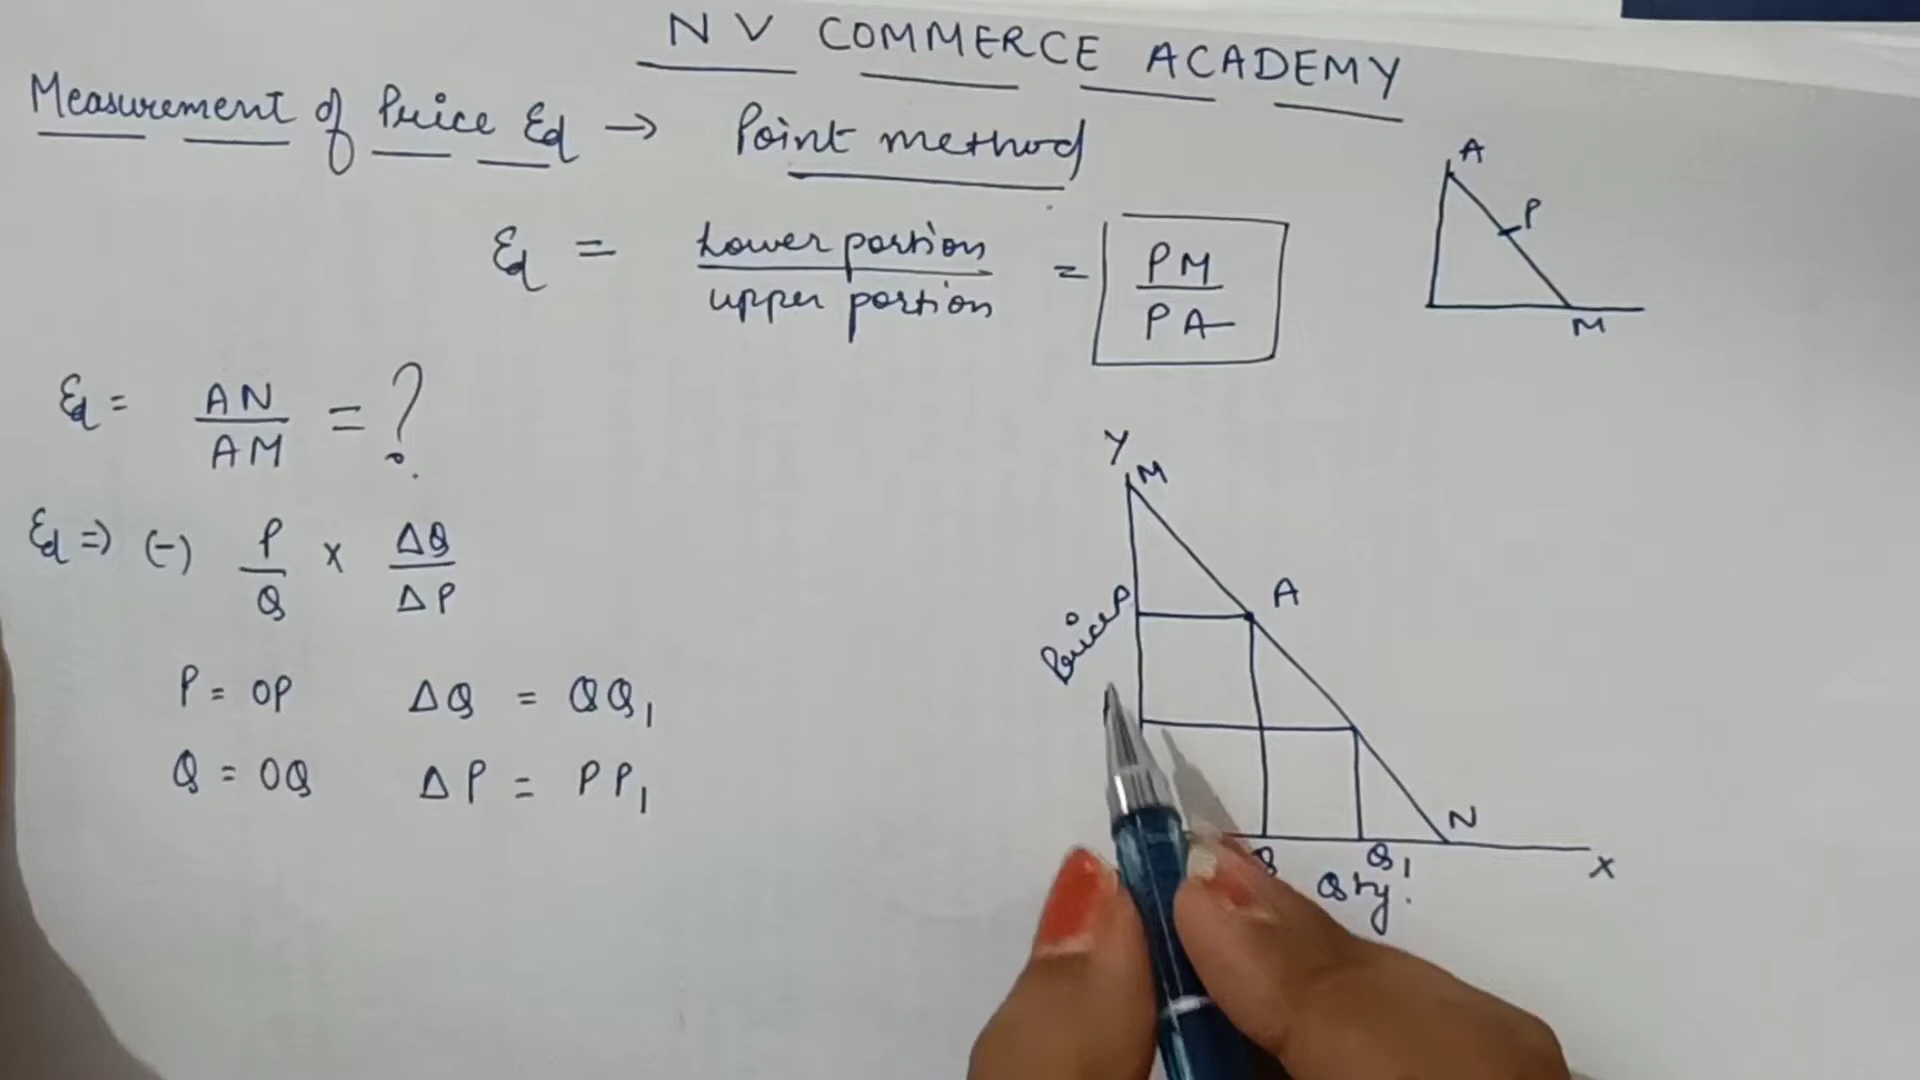 NV COMMERCE ACADEMY
Measurement of Price Ed → Point method
Ed = Lower portion / upper portion = PM / PA
A
P
M
Ed = AN / AM = ?
Ed ⇒ (-) P / Q × ΔQ / ΔP
P = OP ΔQ = QQ1
Q = OQ ΔP = PP1
Y
M
A
P
Price
N
Q Q1
X
Qty.